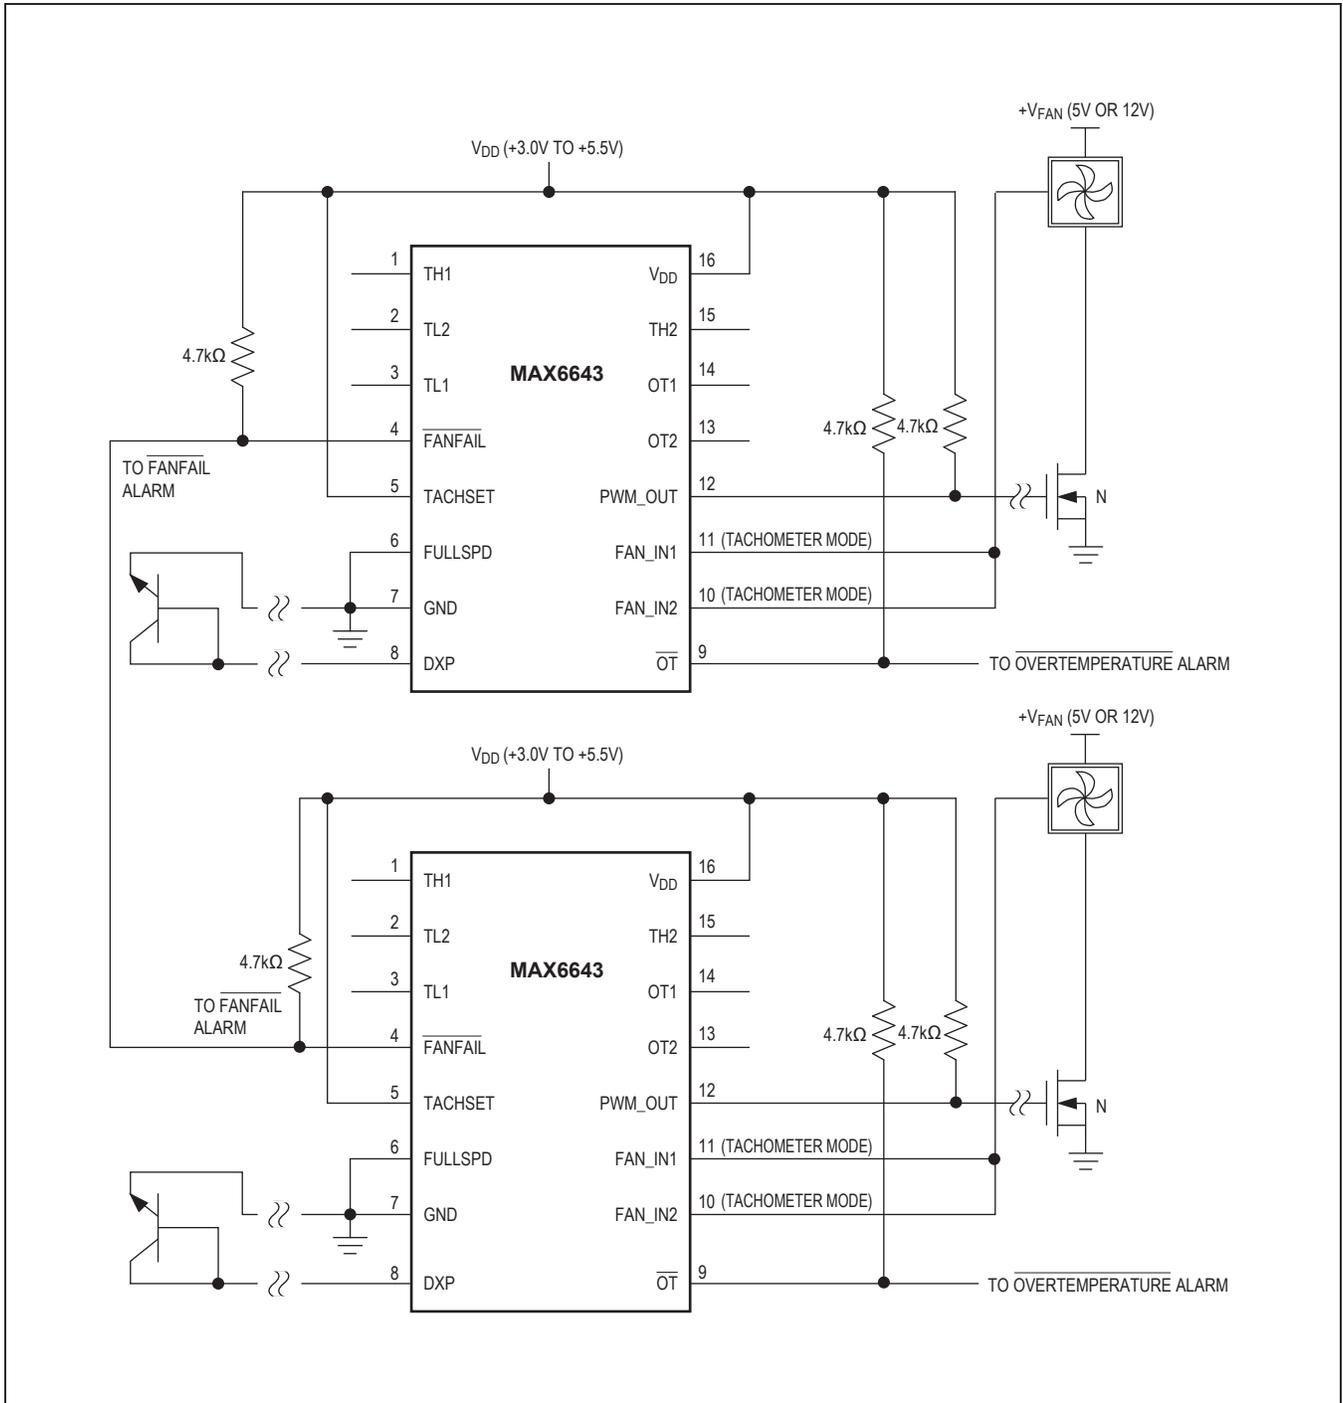 +VFAN (5V OR 12V)
VDD (+3.0V TO +5.5V)
1
TH1
VDD
16
2
TL2
TH2
15
MAX6643
3
TL1
OT1
14
4.7kΩ
4
FANFAIL
OT2
13
4.7kΩ
4.7kΩ
TO FANFAIL
ALARM
5
TACHSET
PWM_OUT
12
N
6
FULLSPD
FAN_IN1
11 (TACHOMETER MODE)
7
GND
FAN_IN2
10 (TACHOMETER MODE)
8
DXP
OT
9
TO OVERTEMPERATURE ALARM
+VFAN (5V OR 12V)
VDD (+3.0V TO +5.5V)
1
TH1
VDD
16
2
TL2
TH2
15
4.7kΩ
MAX6643
3
TL1
OT1
14
TO FANFAIL
ALARM
4
FANFAIL
OT2
13
4.7kΩ
4.7kΩ
5
TACHSET
PWM_OUT
12
N
6
FULLSPD
FAN_IN1
11 (TACHOMETER MODE)
7
GND
FAN_IN2
10 (TACHOMETER MODE)
8
DXP
OT
9
TO OVERTEMPERATURE ALARM